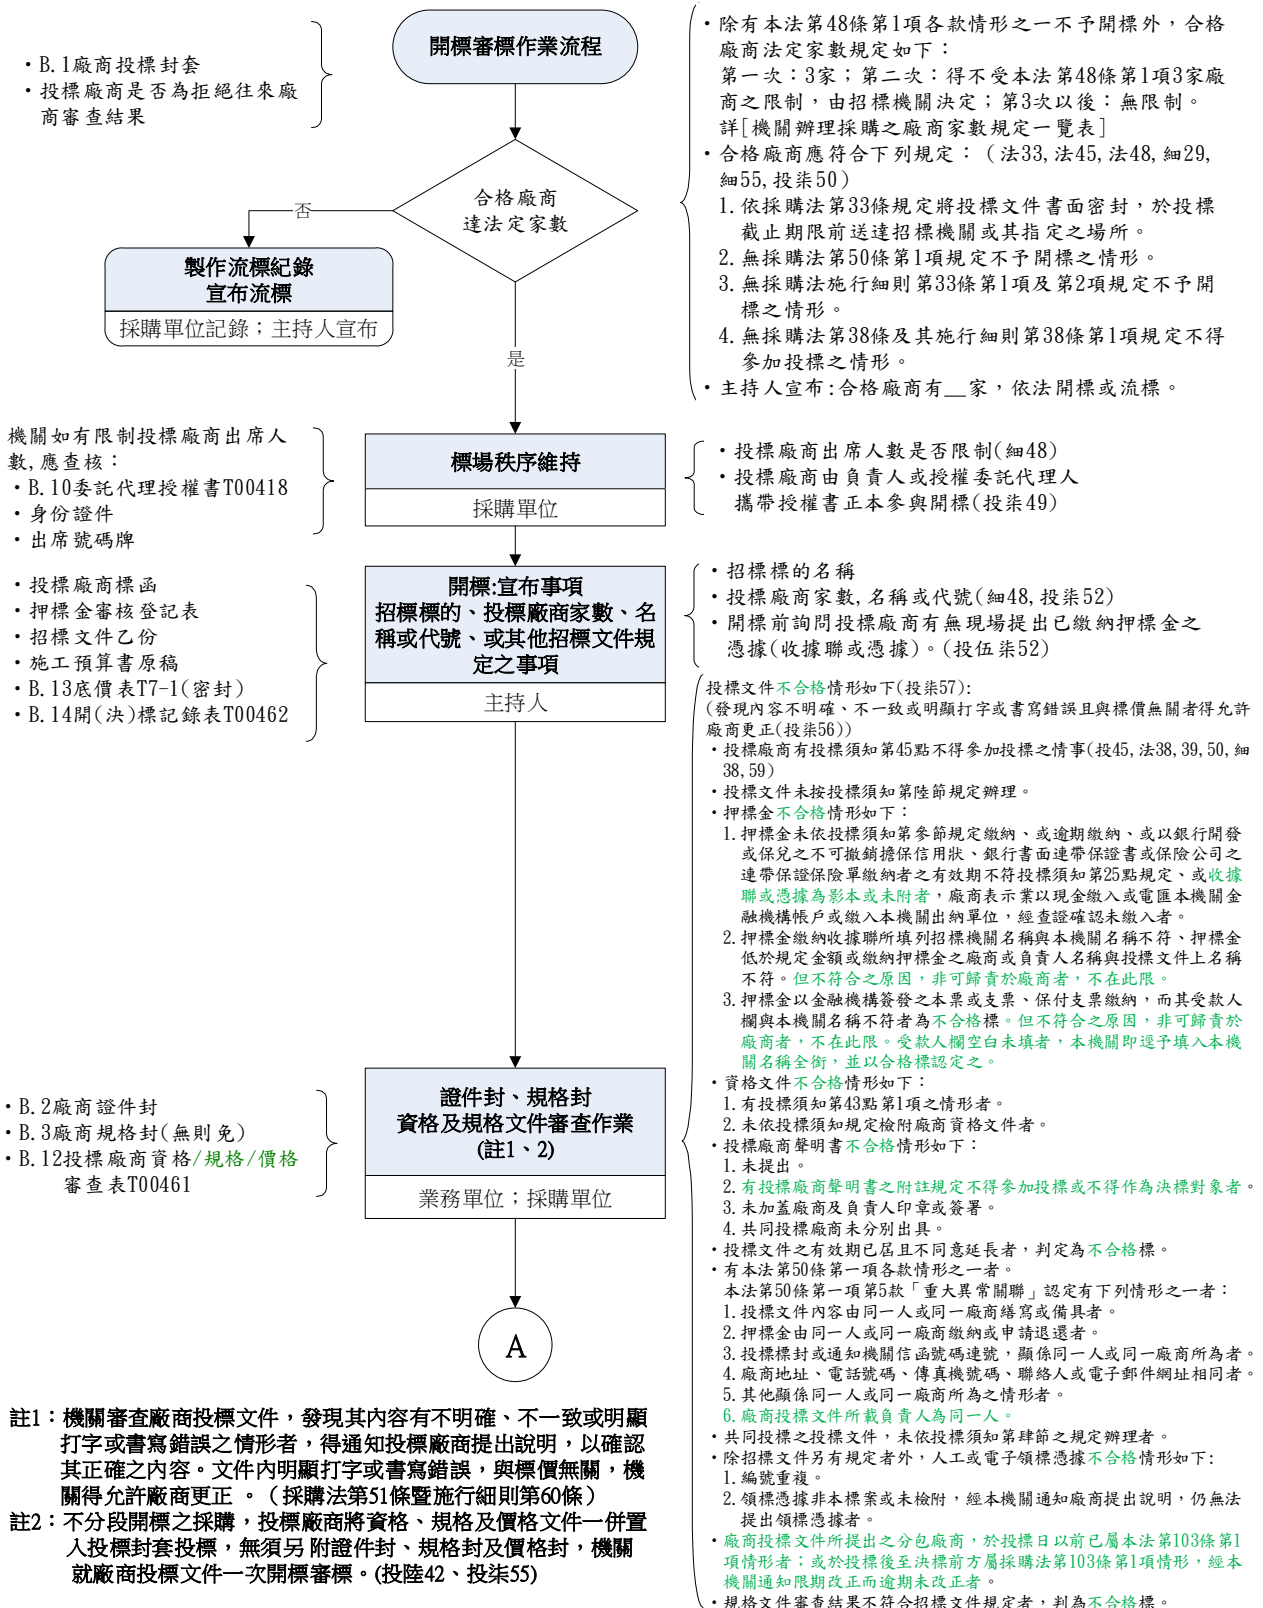 開標審標作業流程
・B.1廠商投標封套
・投標廠商是否為拒絕往來廠
商審查結果
・除有本法第48條第1項各款情形之一不予開標外，合格
廠商法定家數規定如下：
第一次：3家；第二次：得不受本法第48條第1項3家廠
商之限制，由招標機關決定；第3次以後：無限制。
詳[機關辦理採購之廠商家數規定一覽表]
・合格廠商應符合下列規定：（法33,法45,法48,細29,
細55,投柒50）
1.依採購法第33條規定將投標文件書面密封，於投標
截止期限前送達招標機關或其指定之場所。
2.無採購法第50條第1項規定不予開標之情形。
3.無採購法施行細則第33條第1項及第2項規定不予開
標之情形。
4.無採購法第38條及其施行細則第38條第1項規定不得
參加投標之情形。
・主持人宣布:合格廠商有__家，依法開標或流標。
合格廠商
達法定家數
否
製作流標紀錄
宣布流標
採購單位記錄；主持人宣布
是
機關如有限制投標廠商出席人
數,應查核：
・B.10委託代理授權書T00418
・身份證件
・出席號碼牌
標場秩序維持
採購單位
・投標廠商出席人數是否限制(細48)
・投標廠商由負責人或授權委託代理人
攜帶授權書正本參與開標(投柒49)
・投標廠商標函
・押標金審核登記表
・招標文件乙份
・施工預算書原稿
・B.13底價表T7-1(密封)
・B.14開(決)標記錄表T00462
開標:宣布事項
招標標的、投標廠商家數、名
稱或代號、或其他招標文件規
定之事項
主持人
・招標標的名稱
・投標廠商家數,名稱或代號(細48,投柒52)
・開標前詢問投標廠商有無現場提出已繳納押標金之
憑據(收據聯或憑據)。(投伍柒52)
投標文件不合格情形如下(投柒57):
(發現內容不明確、不一致或明顯打字或書寫錯誤且與標價無關者得允許
廠商更正(投柒56))
・投標廠商有投標須知第45點不得參加投標之情事(投45,法38,39,50,細
38,59)
・投標文件未按投標須知第陸節規定辦理。
・押標金不合格情形如下：
1.押標金未依投標須知第參節規定繳納、或逾期繳納、或以銀行開發
或保兌之不可撤銷擔保信用狀、銀行書面連帶保證書或保險公司之
連帶保證保險單繳納者之有效期不符投標須知第25點規定、或收據
聯或憑據為影本或未附者，廠商表示業以現金繳入或電匯本機關金
融機構帳戶或繳入本機關出納單位，經查證確認未繳入者。
2.押標金繳納收據聯所填列招標機關名稱與本機關名稱不符、押標金
低於規定金額或繳納押標金之廠商或負責人名稱與投標文件上名稱
不符。但不符合之原因，非可歸責於廠商者，不在此限。
3.押標金以金融機構簽發之本票或支票、保付支票繳納，而其受款人
欄與本機關名稱不符者為不合格標。但不符合之原因，非可歸責於
廠商者，不在此限。受款人欄空白未填者，本機關即逕予填入本機
關名稱全銜，並以合格標認定之。
・資格文件不合格情形如下：
1.有投標須知第43點第1項之情形者。
2.未依投標須知規定檢附廠商資格文件者。
・投標廠商聲明書不合格情形如下：
1.未提出。
2.有投標廠商聲明書之附註規定不得參加投標或不得作為決標對象者。
3.未加蓋廠商及負責人印章或簽署。
4.共同投標廠商未分別出具。
・投標文件之有效期已屆且不同意延長者，判定為不合格標。
・有本法第50條第一項各款情形之一者。
本法第50條第一項第5款「重大異常關聯」認定有下列情形之一者：
1.投標文件內容由同一人或同一廠商繕寫或備具者。
2.押標金由同一人或同一廠商繳納或申請退還者。
3.投標標封或通知機關信函號碼連號，顯係同一人或同一廠商所為者。
4.廠商地址、電話號碼、傳真機號碼、聯絡人或電子郵件網址相同者。
5.其他顯係同一人或同一廠商所為之情形者。
6.廠商投標文件所載負責人為同一人。
・共同投標之投標文件，未依投標須知第肆節之規定辦理者。
・除招標文件另有規定者外，人工或電子領標憑據不合格情形如下:
1.編號重複。
2.領標憑據非本標案或未檢附，經本機關通知廠商提出說明，仍無法
提出領標憑據者。
・廠商投標文件所提出之分包廠商，於投標日以前已屬本法第103條第1
項情形者；或於投標後至決標前方屬採購法第103條第1項情形，經本
機關通知限期改正而逾期未改正者。
・規格文件審查結果不符合招標文件規定者，判為不合格標。
・B.2廠商證件封
・B.3廠商規格封(無則免)
・B.12投標廠商資格/規格/價格
審查表T00461
證件封、規格封
資格及規格文件審查作業
(註1、2)
業務單位；採購單位
A
註1：機關審查廠商投標文件，發現其內容有不明確、不一致或明顯
打字或書寫錯誤之情形者，得通知投標廠商提出說明，以確認
其正確之內容。文件內明顯打字或書寫錯誤，與標價無關，機
關得允許廠商更正 。（採購法第51條暨施行細則第60條）
註2：不分段開標之採購，投標廠商將資格、規格及價格文件一併置
入投標封套投標，無須另附證件封、規格封及價格封，機關
就廠商投標文件一次開標審標。(投陸42、投柒55)